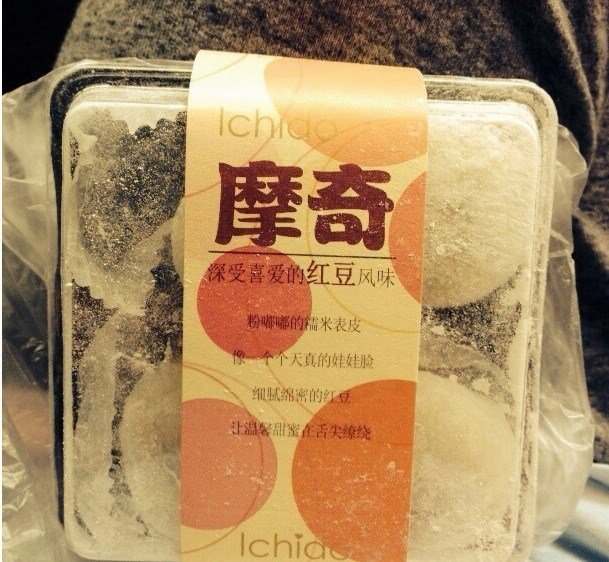 Ichido
摩奇
深受喜爱的红豆风味
粉嘟嘟的糯米表皮
像一个个天真的娃娃脸
细腻绵密的红豆
让温馨甜蜜在舌尖缭绕
Ichido